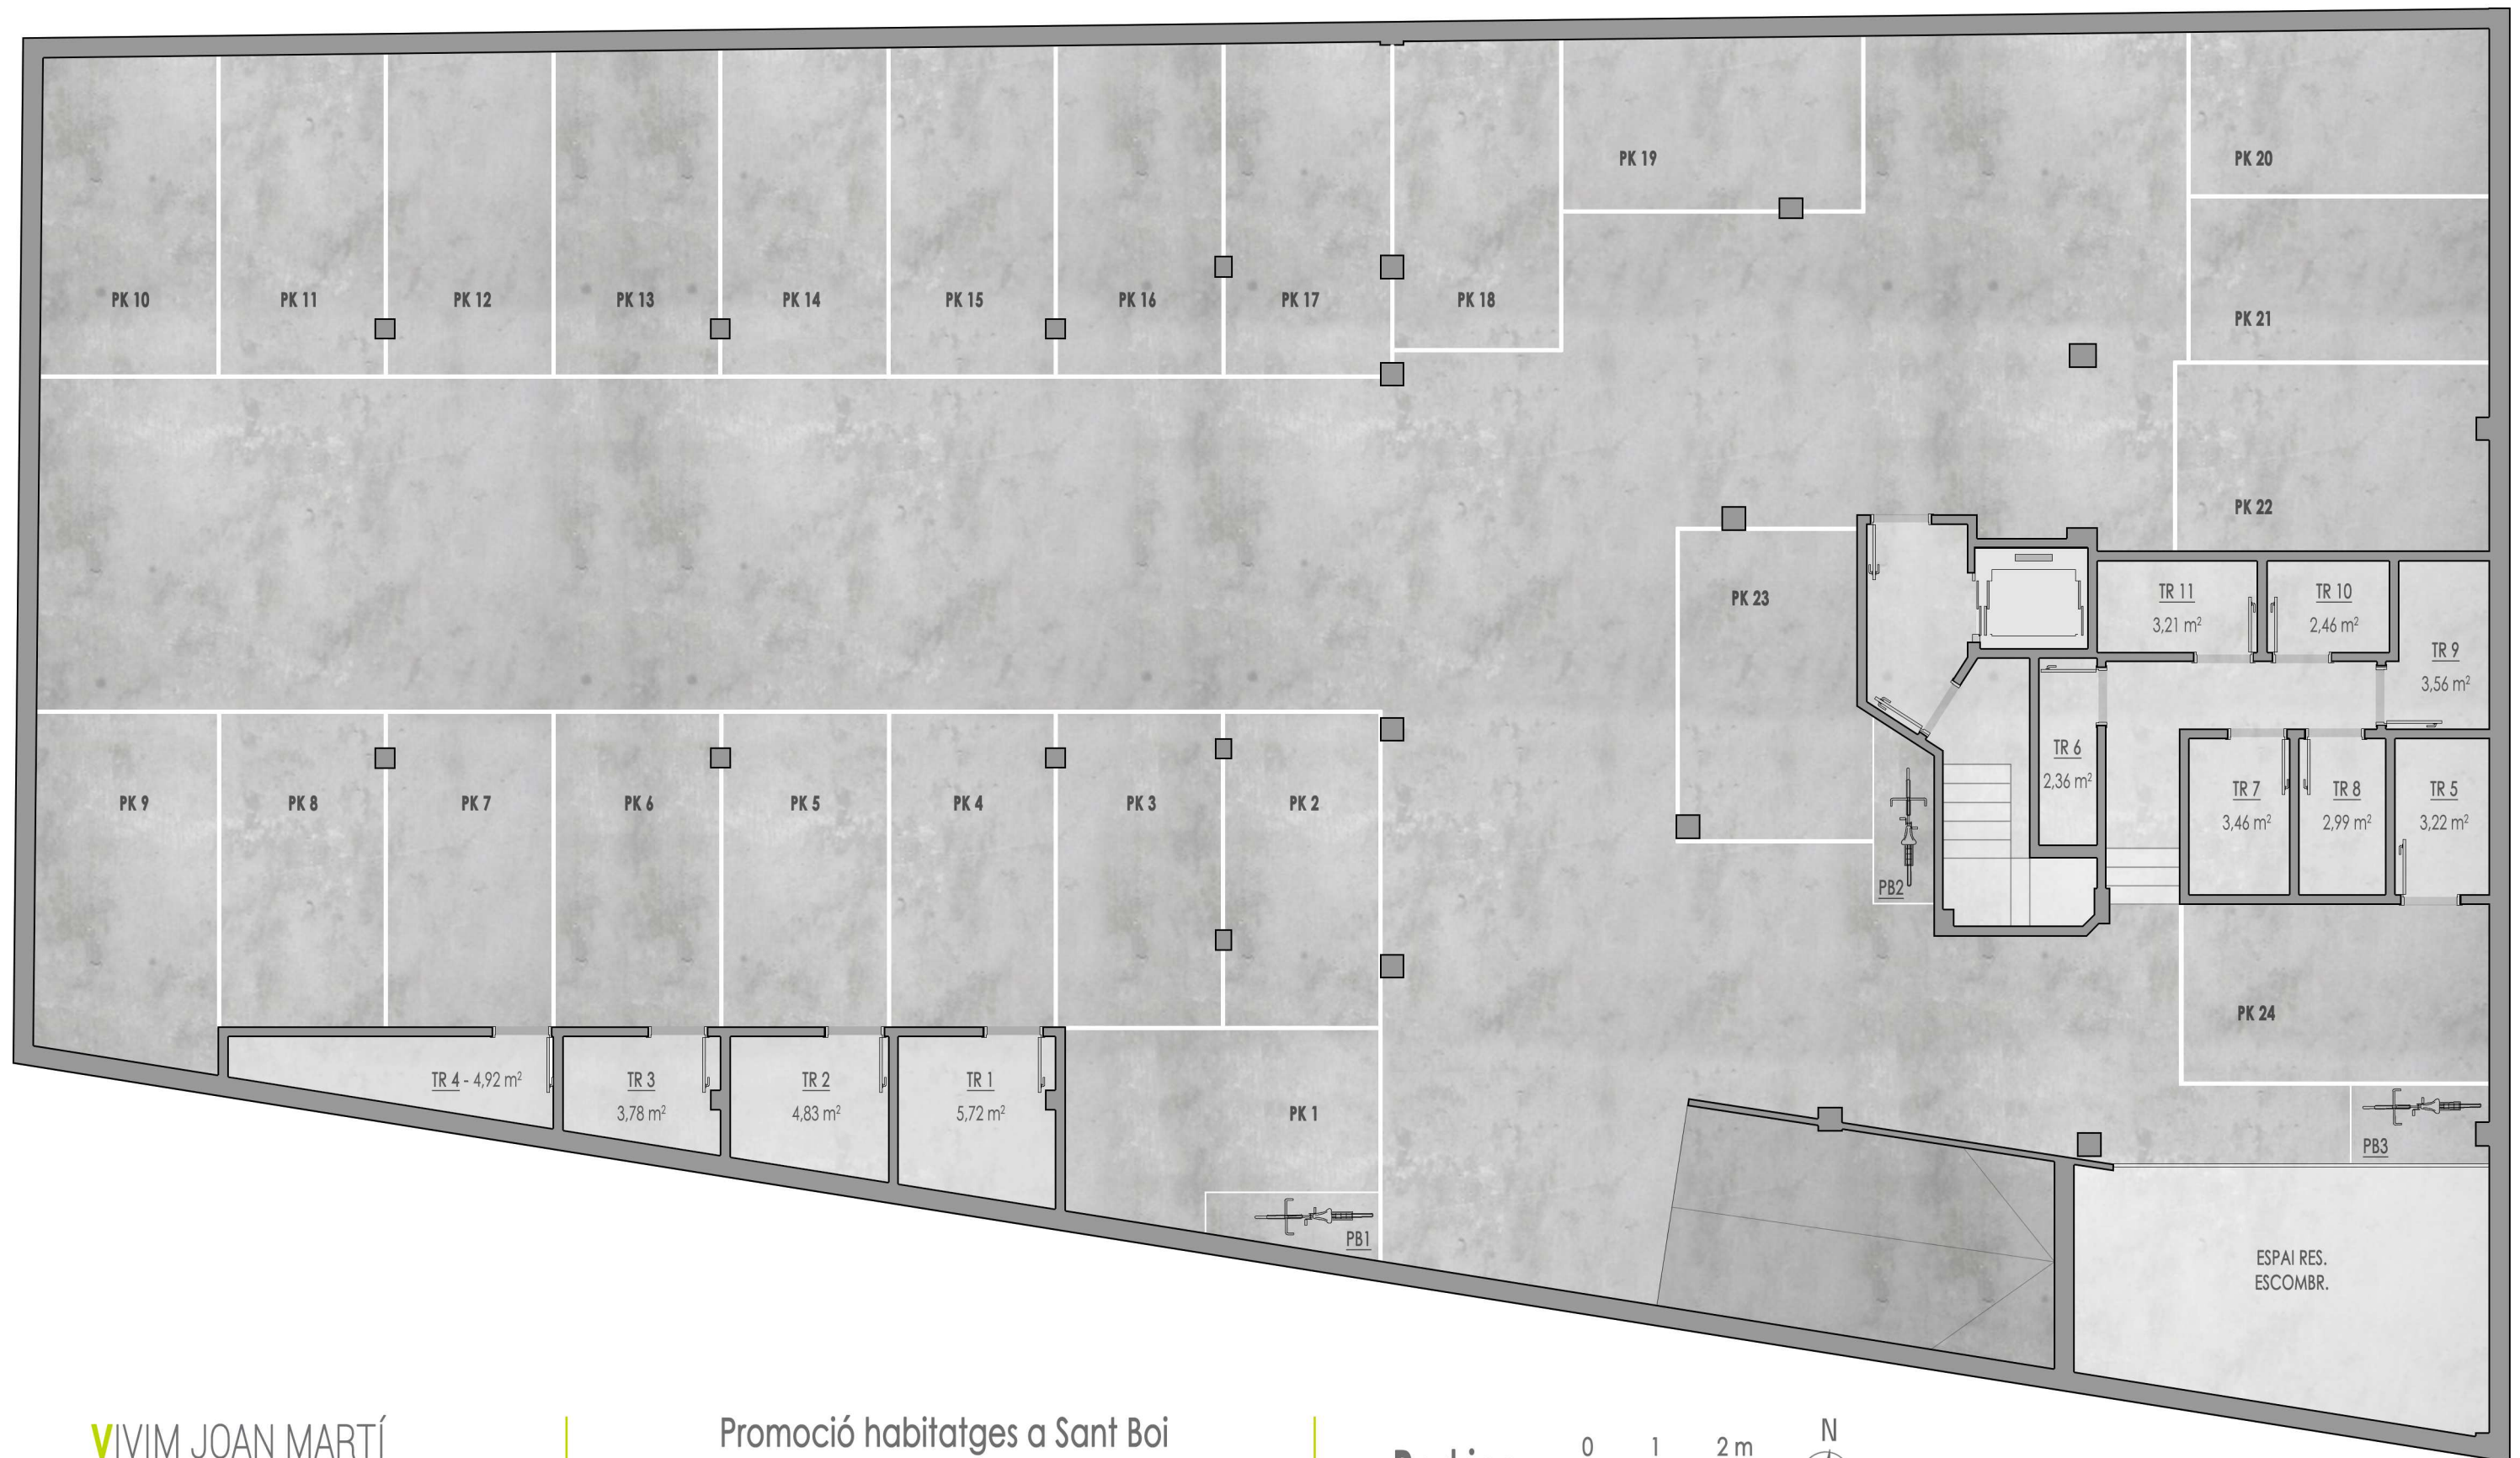 PK 19
PK 20
PK 10
PK 11
PK 12
PK 13
PK 14
PK 15
PK 16
PK 17
PK 18
PK 21
PK 22
PK 23
TR 11
3,21 m²
TR 10
2,46 m²
TR 9
3,56 m²
TR 6
2,36 m²
TR 7
3,46 m²
TR 8
2,99 m²
TR 5
3,22 m²
PK 9
PK 8
PK 7
PK 6
PK 5
PK 4
PK 3
PK 2
PB2
PK 24
TR 4 - 4,92 m²
TR 3
3,78 m²
TR 2
4,83 m²
TR 1
5,72 m²
PK 1
PB3
PB1
ESPAI RES.
ESCOMBR.
VIVIM JOAN MARTÍ
Promoció habitatges a Sant Boi
0 1 2 m
N